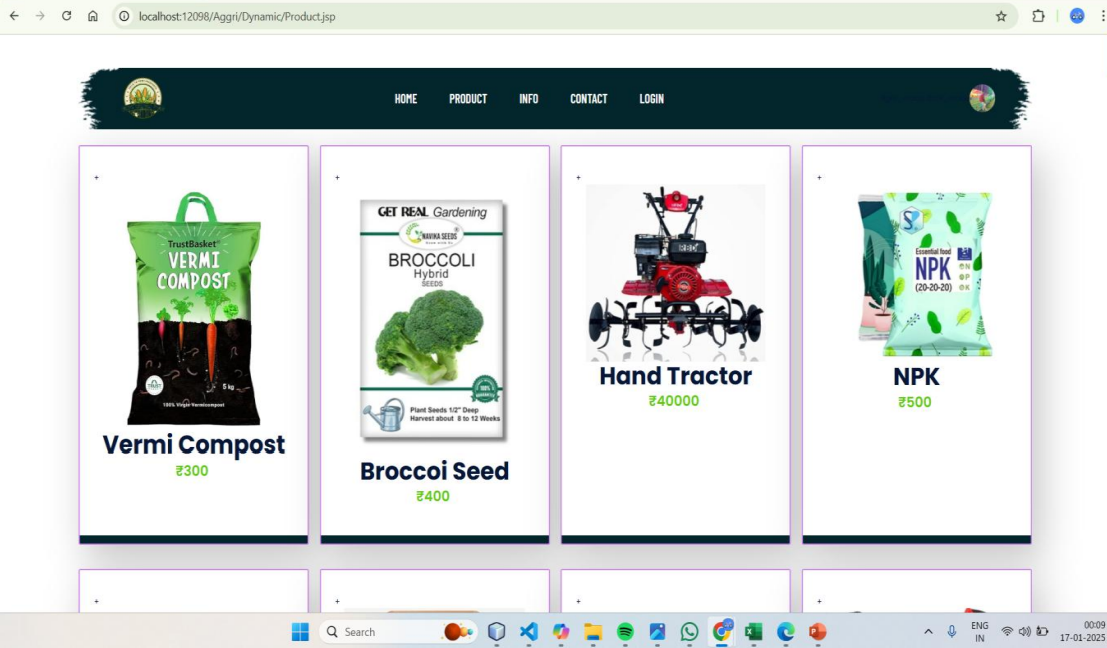 localhost:12098/Aggri/Dynamic/Product.jsp
HOME PRODUCT INFO CONTACT LOGIN
+ + + +
TrustBasket
VERMI
COMPOST
TRUST
5 kg
100% Virgin Vermicompost
Vermi Compost
₹300
GET REAL Gardening
NAVIKA SEEDS
BROCCOLI
Hybrid
SEEDS
100%
Plant Seeds 1/2" Deep
Harvest about 8 to 12 Weeks
Broccoi Seed
₹400
Hand Tractor
₹40000
Essential food
NPK
(20-20-20)
N
P
K
NPK
₹500
+ + + +
Search
ENG
IN
00:09
17-01-2025